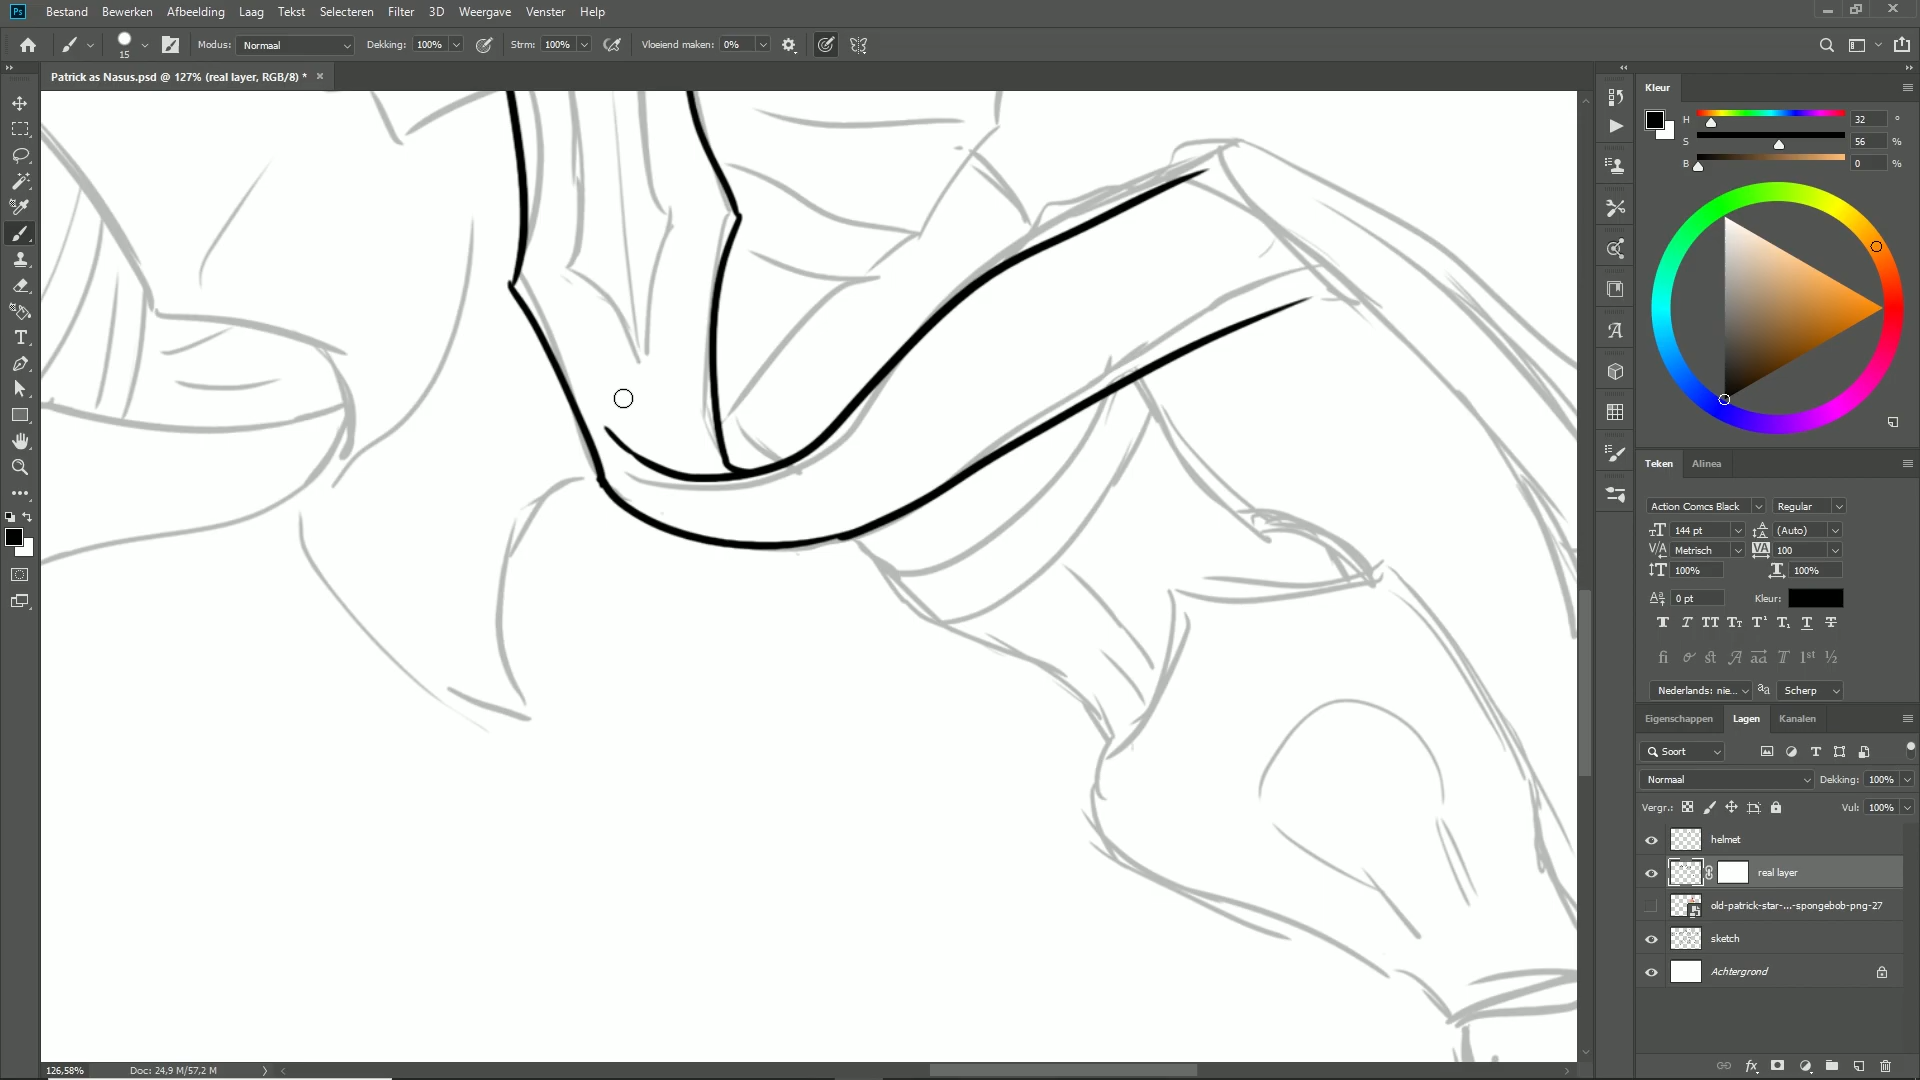 Ps Bestand Bewerken Afbeelding Laag Tekst Selecteren Filter 3D Weergave Venster Help
15 Modus: Normaal Dekking: 100% Strm: 100% Vloeiend maken: 0%
Patrick as Nasus.psd @ 127% (real layer, RGB/8) *
Kleur
H 32 °
S 56 %
B 0 %
Teken Alinea
Action Comcs Black Regular
144 pt (Auto)
Metrisch 100
100% 100%
0 pt Kleur:
Nederlands: nie... Scherp
Eigenschappen Lagen Kanalen
Soort
Normaal Dekking: 100%
Vergr.: Vul: 100%
helmet
real layer
old-patrick-star-...-spongebob-png-27
sketch
Achtergrond
126,58% Doc: 24,9 M/57,2 M